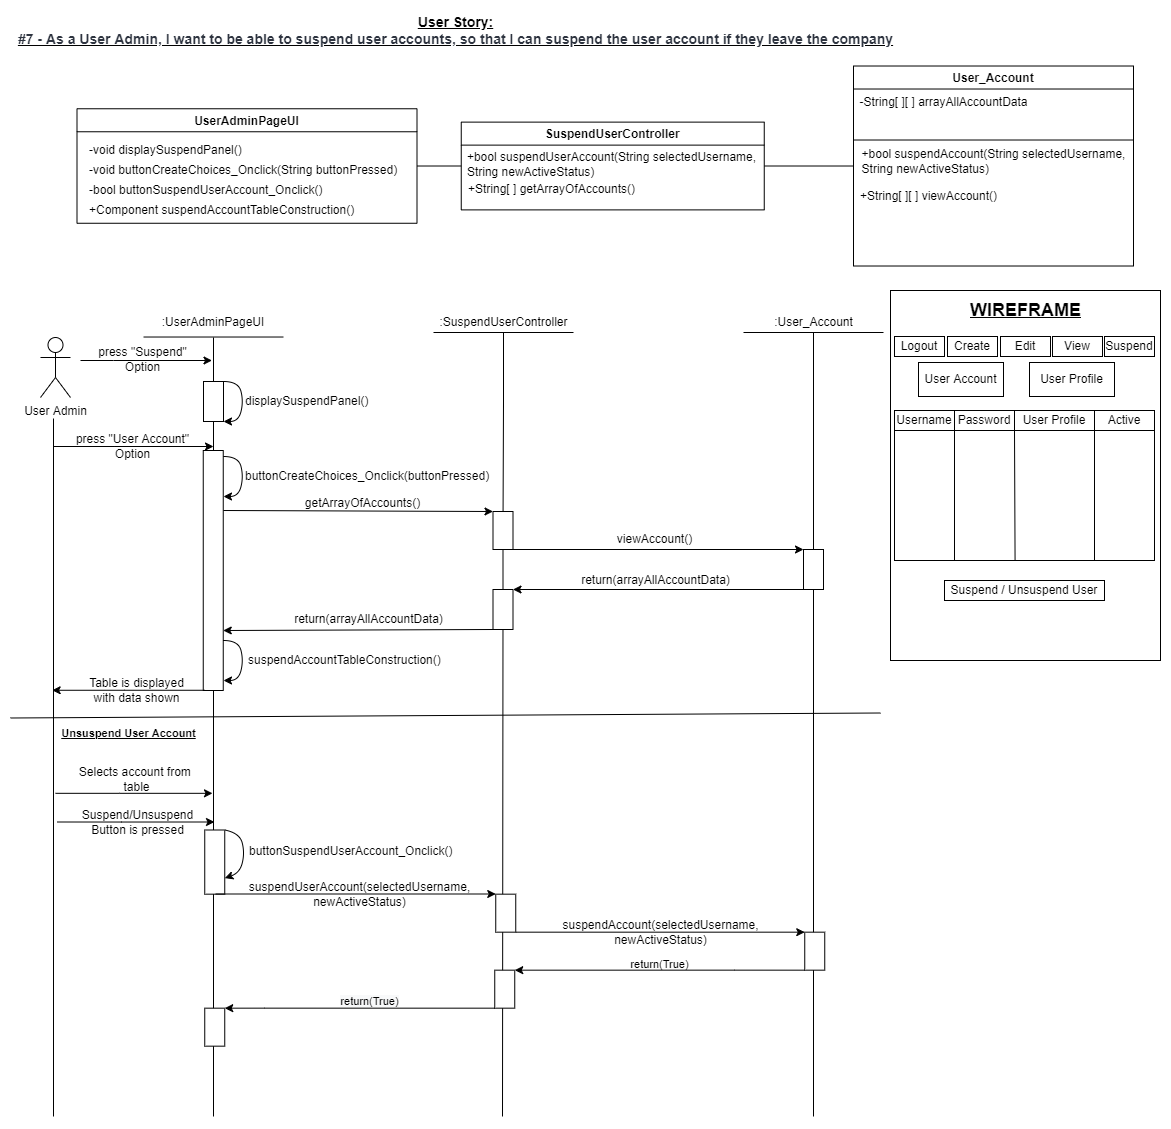 User Story:
#7 - As a User Admin, I want to be able to suspend user accounts, so that I can suspend the user account if they leave the company
UserAdminPageUI
-void displaySuspendPanel()
-void buttonCreateChoices_Onclick(String buttonPressed)
-bool buttonSuspendUserAccount_Onclick()
+Component suspendAccountTableConstruction()
SuspendUserController
+bool suspendUserAccount(String selectedUsername,
String newActiveStatus)
+String[ ] getArrayOfAccounts()
User_Account
-String[ ][ ] arrayAllAccountData
+bool suspendAccount(String selectedUsername,
String newActiveStatus)
+String[ ][ ] viewAccount()
:UserAdminPageUI
:SuspendUserController
:User_Account
press "Suspend"
Option
User Admin
displaySuspendPanel()
press "User Account"
Option
buttonCreateChoices_Onclick(buttonPressed)
getArrayOfAccounts()
viewAccount()
return(arrayAllAccountData)
return(arrayAllAccountData)
suspendAccountTableConstruction()
Table is displayed
with data shown
Unsuspend User Account
Selects account from
table
Suspend/Unsuspend
Button is pressed
buttonSuspendUserAccount_Onclick()
suspendUserAccount(selectedUsername,
newActiveStatus)
suspendAccount(selectedUsername,
newActiveStatus)
return(True)
return(True)
WIREFRAME
Logout Create Edit View Suspend
User Account User Profile
Username Password User Profile Active
Suspend / Unsuspend User